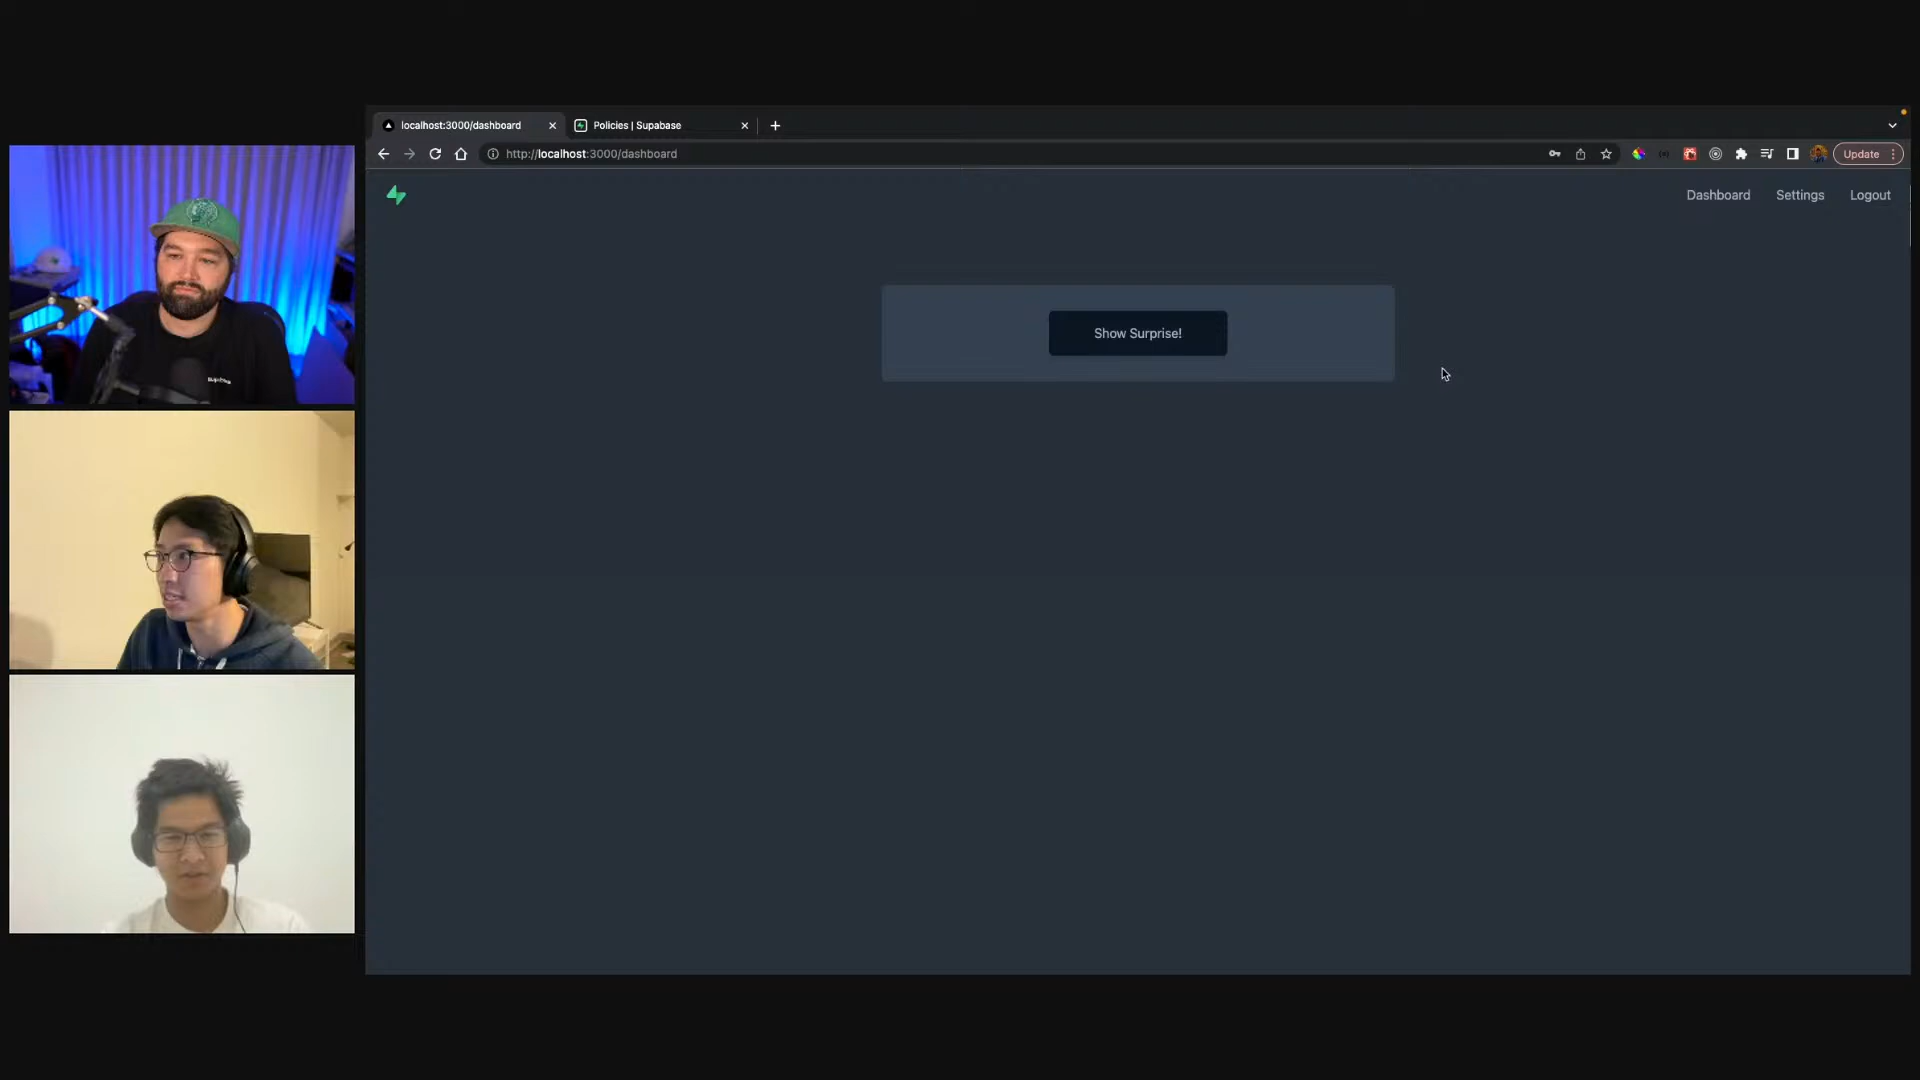 localhost:3000/dashboard
Policies | Supabase
http://localhost:3000/dashboard
Update
Dashboard
Settings
Logout
Show Surprise!